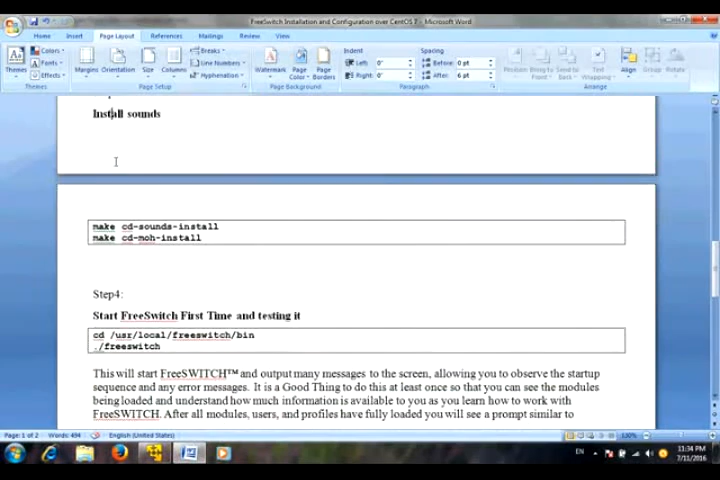 FreeSwitch Installation and Configuration over CentOS 7 - Microsoft Word
Home Insert Page Layout References Mailings Review View
Themes
Colors
Fonts
Effects
Themes
Margins
Orientation
Size
Columns
Breaks
Line Numbers
Hyphenation
Page Setup
Watermark
Page Color
Page Borders
Page Background
Indent
Left: 0"
Right: 0"
Spacing
Before: 0 pt
After: 6 pt
Paragraph
Position
Bring to Front
Send to Back
Text Wrapping
Align
Group
Rotate
Arrange
Install sounds
make cd-sounds-install
make cd-moh-install
Step4:
Start FreeSwitch First Time and testing it
cd /usr/local/freeswitch/bin
./freeswitch
This will start FreeSWITCH™ and output many messages to the screen, allowing you to observe the startup
sequence and any error messages. It is a Good Thing to do this at least once so that you can see the modules
being loaded and understand how much information is available to you as you learn how to work with
FreeSWITCH. After all modules, users, and profiles have fully loaded you will see a prompt similar to
Page: 1 of 2 Words: 494 English (United States) 130%
EN
11:34 PM
7/11/2016